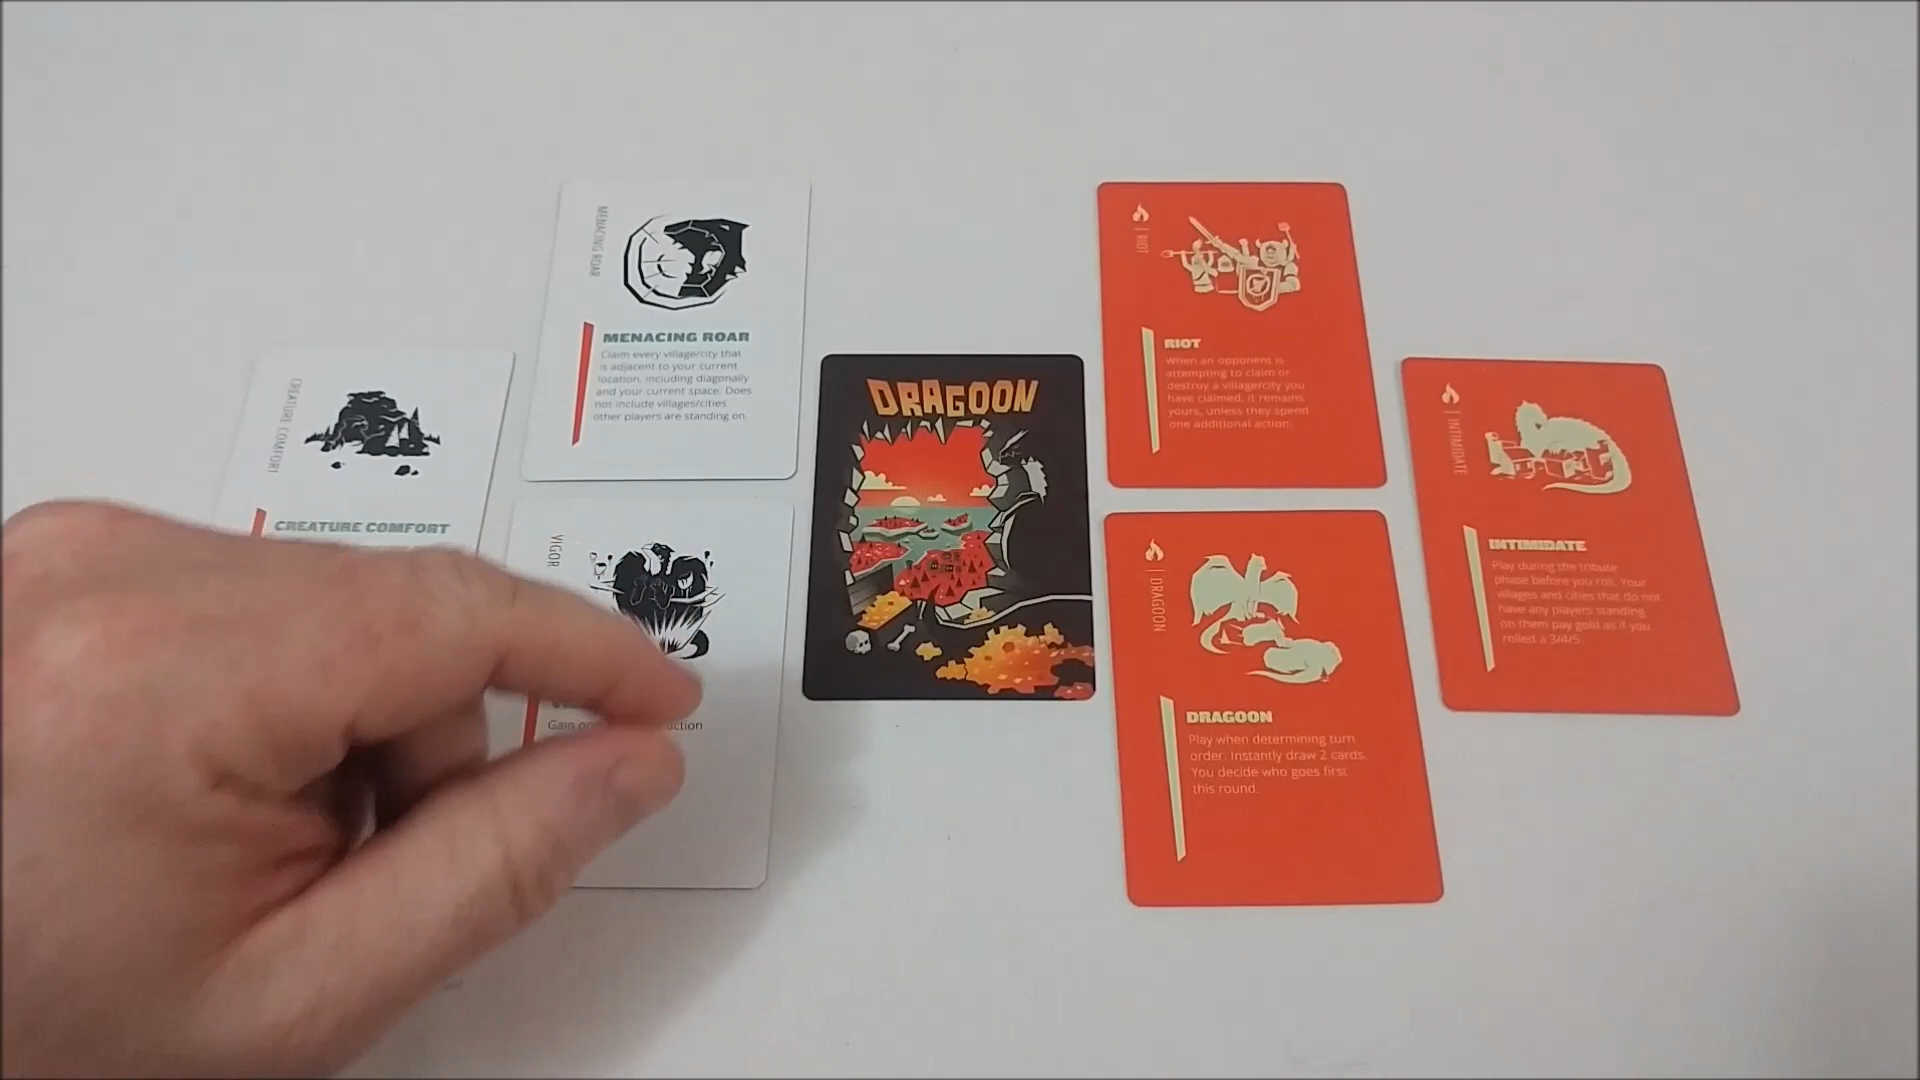 CREATURE COMFORT
CREATURE COMFORT
MENACING ROAR
MENACING ROAR
Claim every village/city that
is adjacent to your current
location, including diagonally
and your current space. Does
not include villages/cities
other players are standing on.
VIGOR
Gain action
DRAGOON
RIOT
RIOT
When an opponent is
attempting to claim or
destroy a village/city you
have claimed, it remains
yours, unless they spend
one additional action.
DRAGOON
DRAGOON
Play when determining turn
order. Instantly draw 2 cards.
You decide who goes first
this round.
INTIMIDATE
INTIMIDATE
Play during the tribute
phase before you roll. Your
villages and cities that do not
have any players standing
on them pay gold as if you
rolled a 3/4/5.